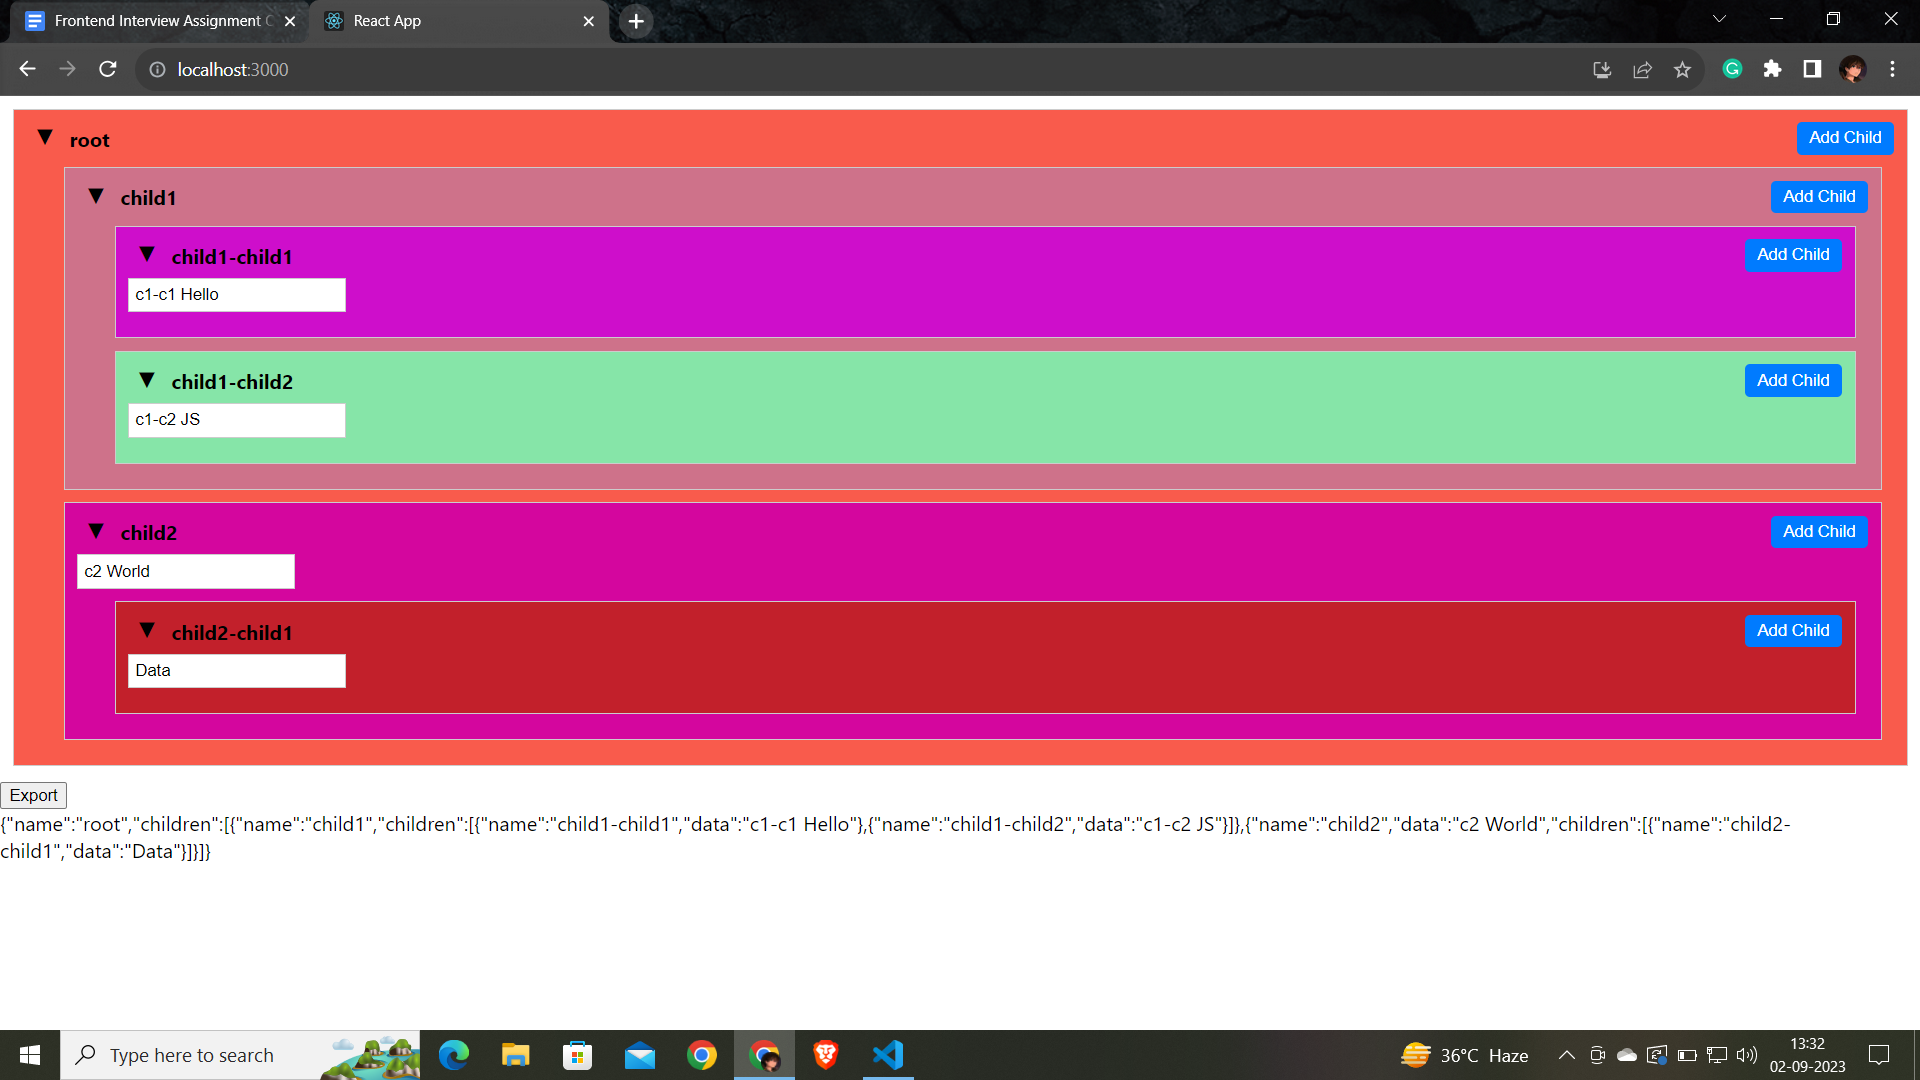 Frontend Interview Assignment
React App
localhost:3000
root
Add Child
child1
Add Child
child1-child1
Add Child
c1-c1 Hello
child1-child2
Add Child
c1-c2 JS
child2
Add Child
c2 World
child2-child1
Add Child
Data
Export
{"name":"root","children":[{"name":"child1","children":[{"name":"child1-child1","data":"c1-c1 Hello"},{"name":"child1-child2","data":"c1-c2 JS"}]},{"name":"child2","data":"c2 World","children":[{"name":"child2-
child1","data":"Data"}]}]}
Type here to search
36°C Haze
13:32
02-09-2023